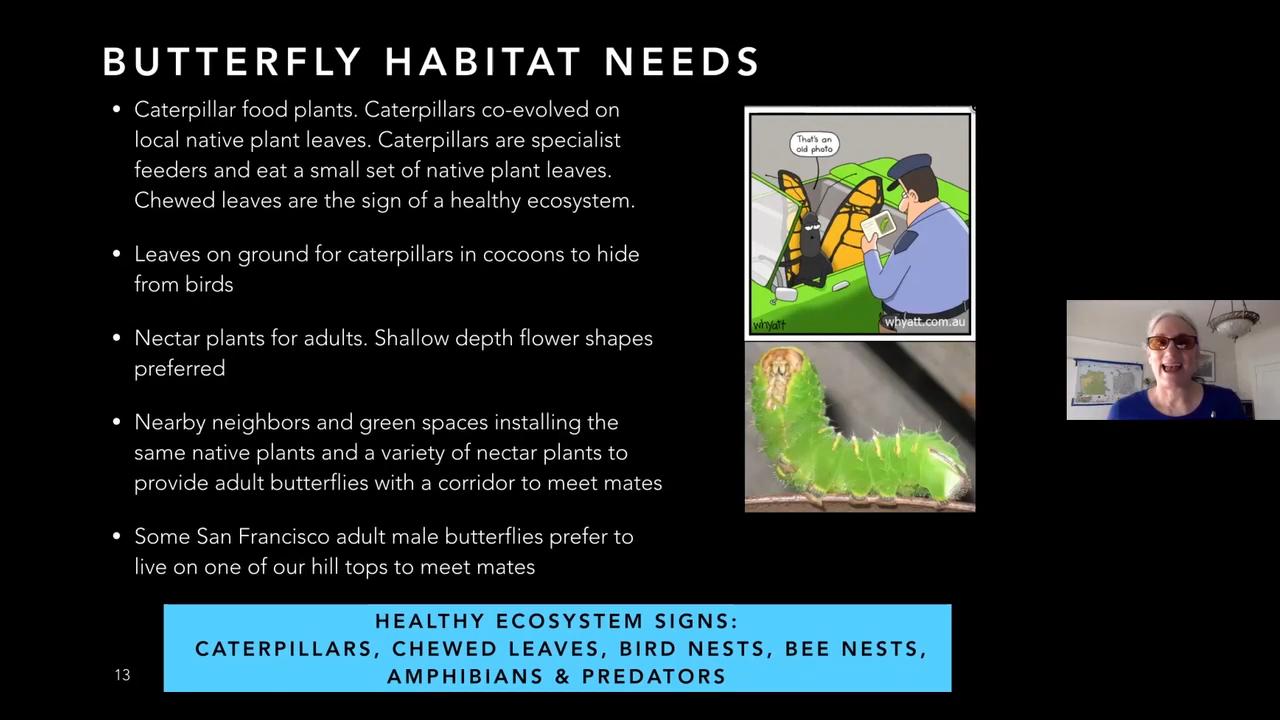 BUTTERFLY HABITAT NEEDS
• Caterpillar food plants. Caterpillars co-evolved on
local native plant leaves. Caterpillars are specialist
feeders and eat a small set of native plant leaves.
Chewed leaves are the sign of a healthy ecosystem.
• Leaves on ground for caterpillars in cocoons to hide
from birds
• Nectar plants for adults. Shallow depth flower shapes
preferred
• Nearby neighbors and green spaces installing the
same native plants and a variety of nectar plants to
provide adult butterflies with a corridor to meet mates
• Some San Francisco adult male butterflies prefer to
live on one of our hill tops to meet mates
That's an
old photo
whyatt
whyatt.com.au
HEALTHY ECOSYSTEM SIGNS:
CATERPILLARS, CHEWED LEAVES, BIRD NESTS, BEE NESTS,
AMPHIBIANS & PREDATORS
13